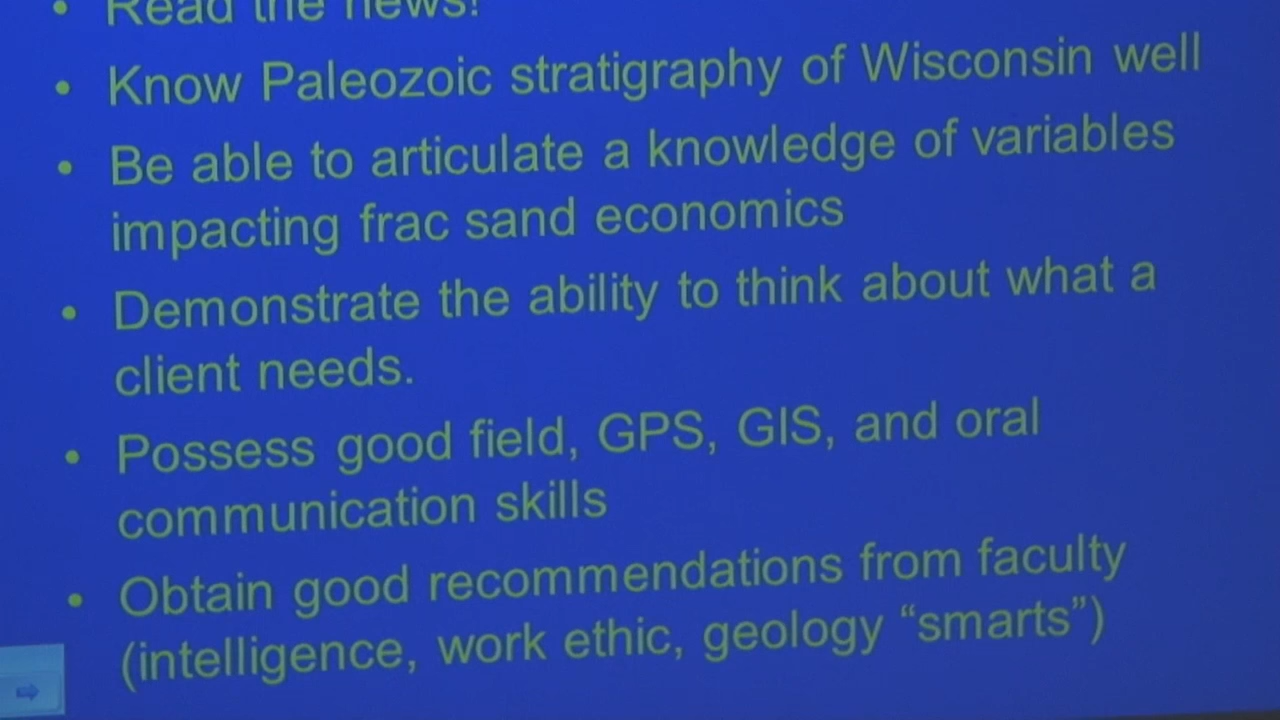 • Read the news!
• Know Paleozoic stratigraphy of Wisconsin well
• Be able to articulate a knowledge of variables
impacting frac sand economics
• Demonstrate the ability to think about what a
client needs.
• Possess good field, GPS, GIS, and oral
communication skills
• Obtain good recommendations from faculty
(intelligence, work ethic, geology “smarts”)